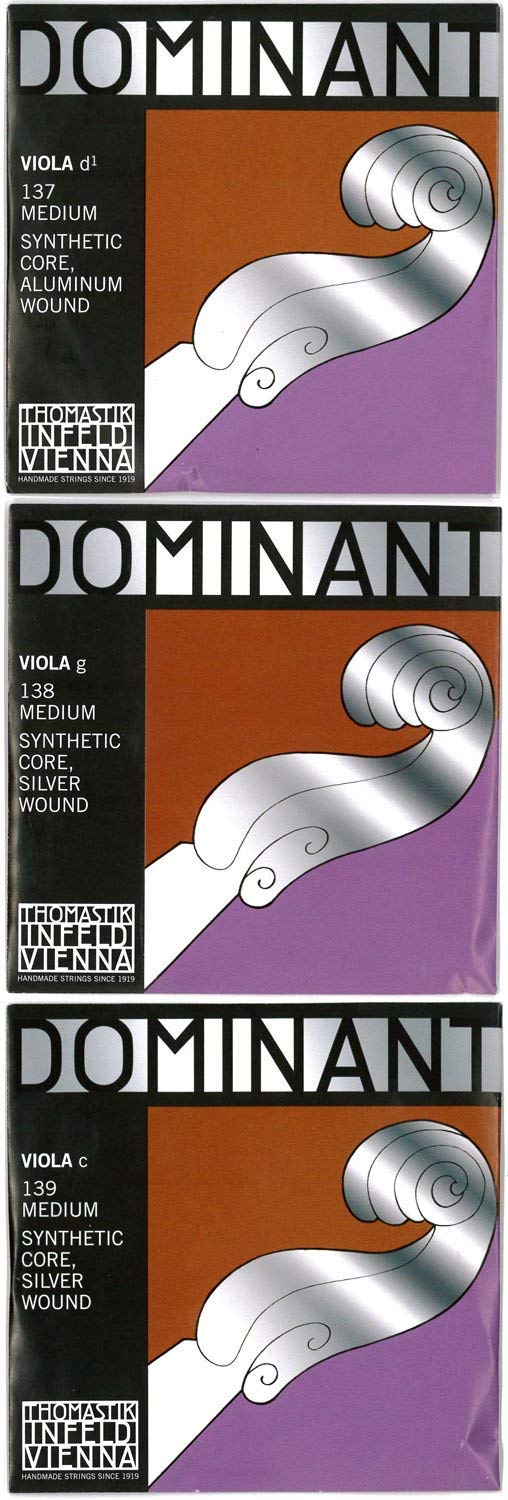 DOMINANT
VIOLA d¹
137
MEDIUM
SYNTHETIC
CORE,
ALUMINUM
WOUND
THOMASTIK
INFELD
VIENNA
HANDMADE STRINGS SINCE 1919
DOMINANT
VIOLA g
138
MEDIUM
SYNTHETIC
CORE,
SILVER
WOUND
THOMASTIK
INFELD
VIENNA
HANDMADE STRINGS SINCE 1919
DOMINANT
VIOLA c
139
MEDIUM
SYNTHETIC
CORE,
SILVER
WOUND
THOMASTIK
INFELD
VIENNA
HANDMADE STRINGS SINCE 1919